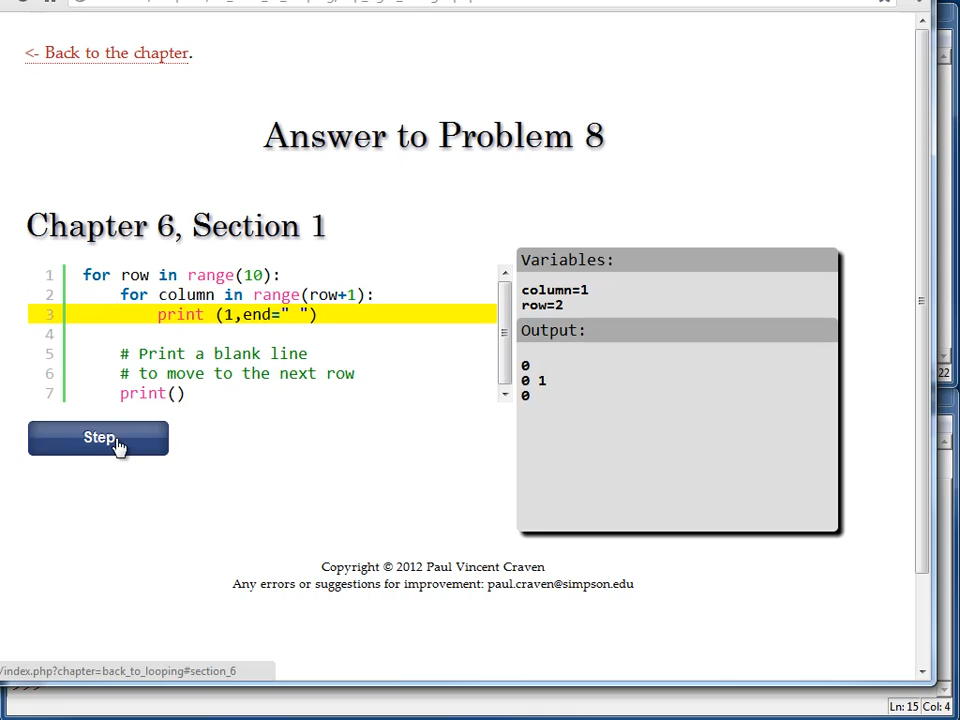 <- Back to the chapter.
Answer to Problem 8
Chapter 6, Section 1
1 for row in range(10):
2 for column in range(row+1):
3 print (1,end=" ")
4
5 # Print a blank line
6 # to move to the next row
7 print()
Step
Variables:
column=1
row=2
Output:
0
0 1
0
Copyright © 2012 Paul Vincent Craven
Any errors or suggestions for improvement: paul.craven@simpson.edu
/index.php?chapter=back_to_looping#section_6
22
>>>
Ln: 15 Col: 4